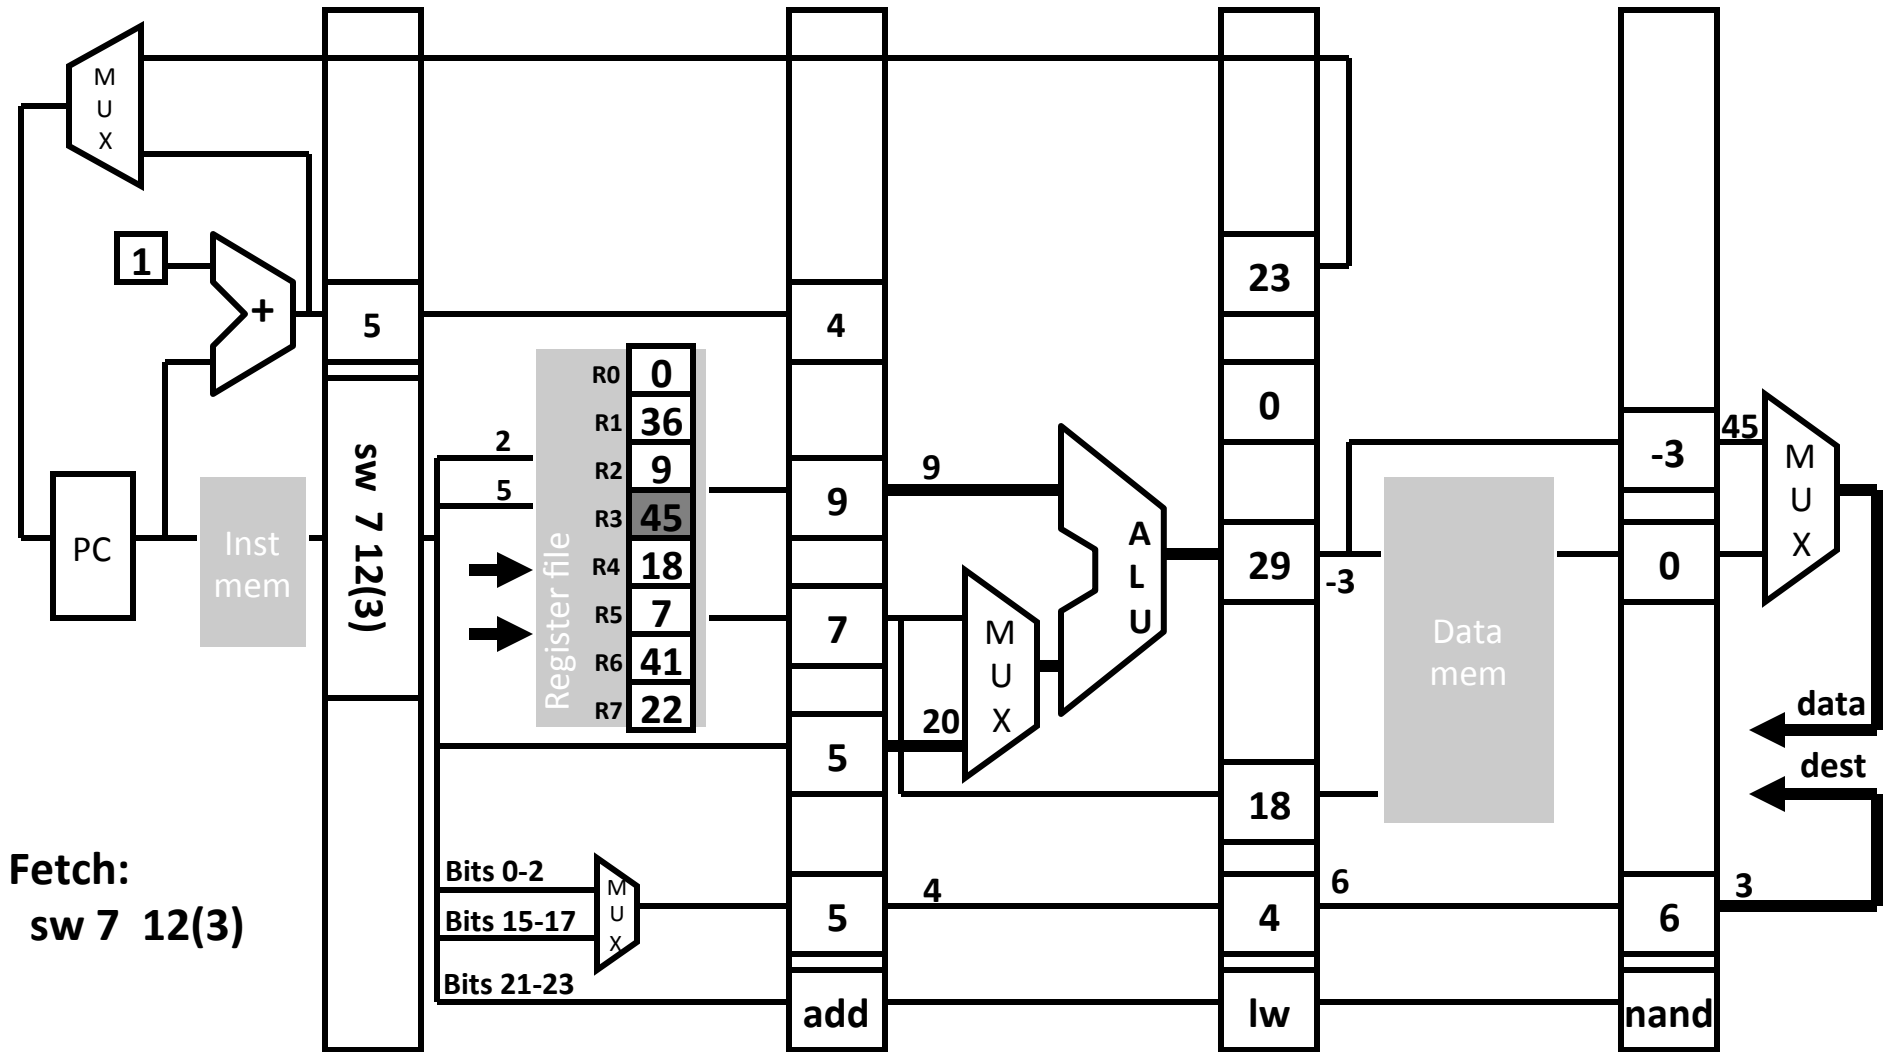 M
U
X
1
+
PC
Inst
mem
5
sw 7 12(3)
2
5
Register file
R0 0
R1 36
R2 9
R3 45
R4 18
R5 7
R6 41
R7 22
Bits 0-2
Bits 15-17
Bits 21-23
M
U
X
4
9
7
5
5
add
9
20
4
M
U
X
A
L
U
23
0
29
18
4
lw
-3
6
Data
mem
-3
0
6
nand
45
3
M
U
X
data
dest
Fetch:
sw 7 12(3)